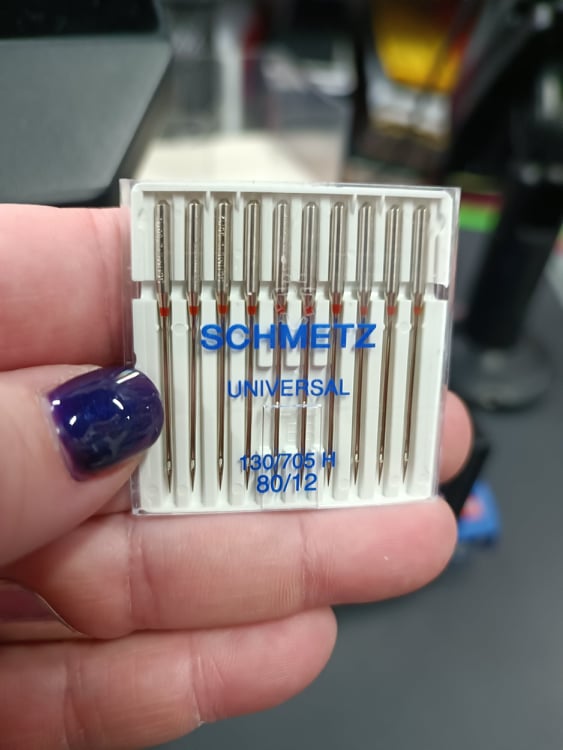 SCHMETZ
UNIVERSAL
130/705 H
80/12